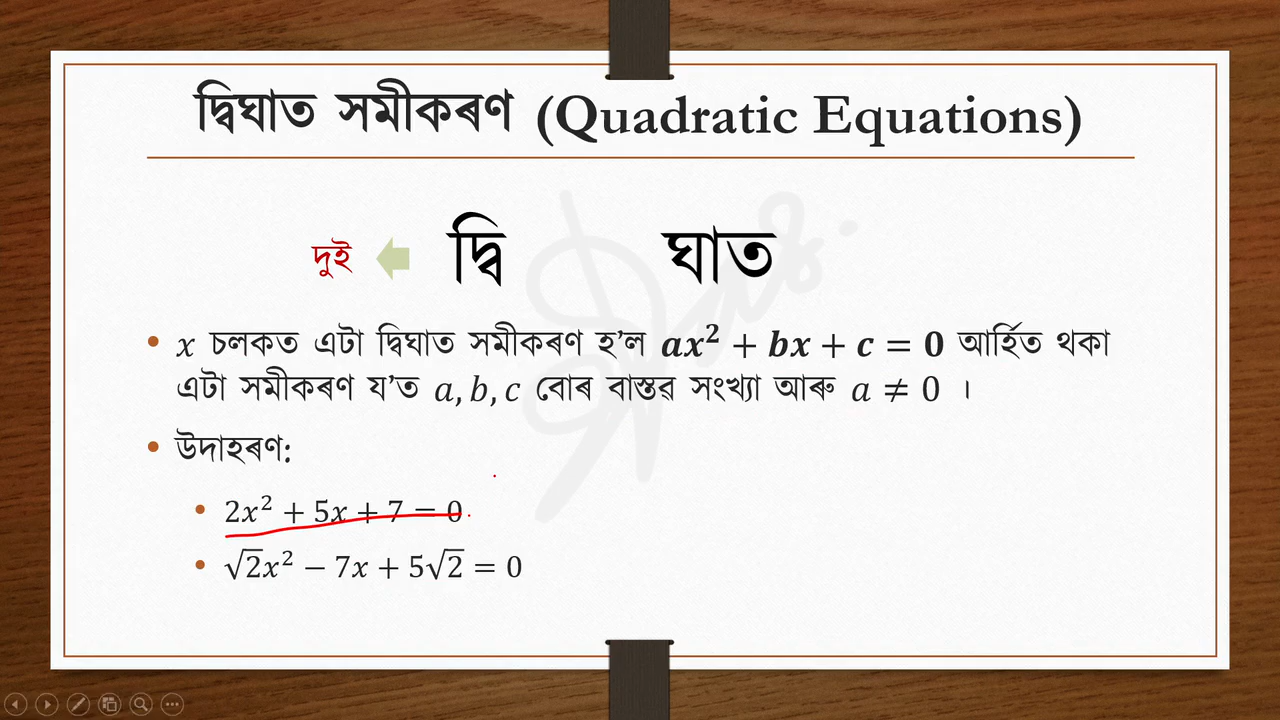 দ্বিঘাত সমীকৰণ (Quadratic Equations)
দুই দ্বি ঘাত
• x চলকত এটা দ্বিঘাত সমীকৰণ হ’ল ax² + bx + c = 0 আৰ্হিত থকা
এটা সমীকৰণ য’ত a, b, c বোৰ বাস্তৱ সংখ্যা আৰু a ≠ 0 ।
• উদাহৰণ:
• 2x² + 5x + 7 = 0
• √2x² − 7x + 5√2 = 0